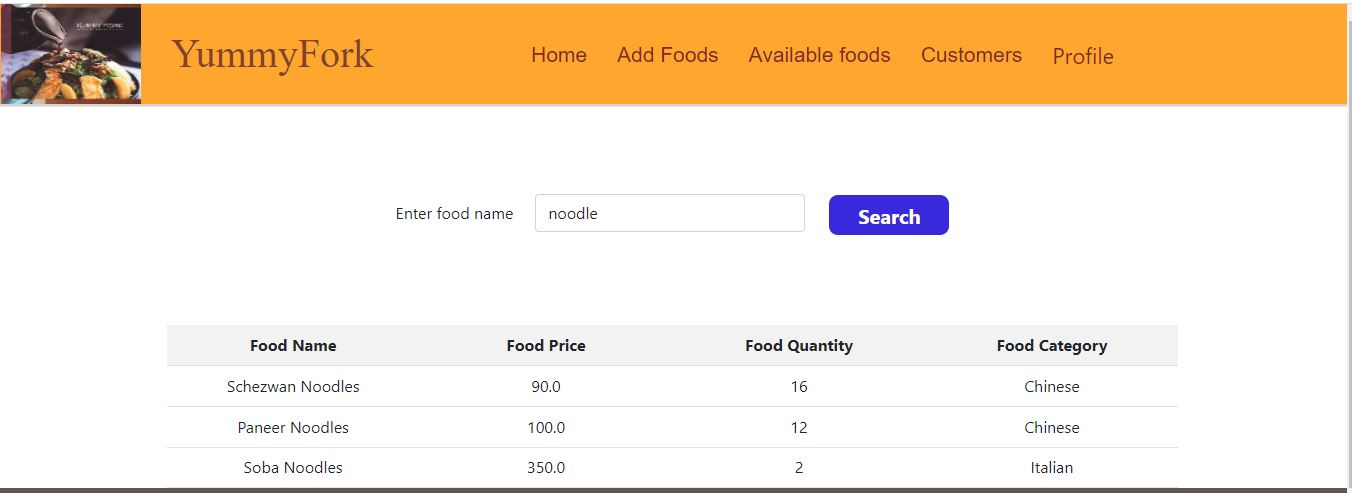 YummyFork
Home Add Foods Available foods Customers Profile
Enter food name noodle Search
Food Name Food Price Food Quantity Food Category
Schezwan Noodles 90.0 16 Chinese
Paneer Noodles 100.0 12 Chinese
Soba Noodles 350.0 2 Italian